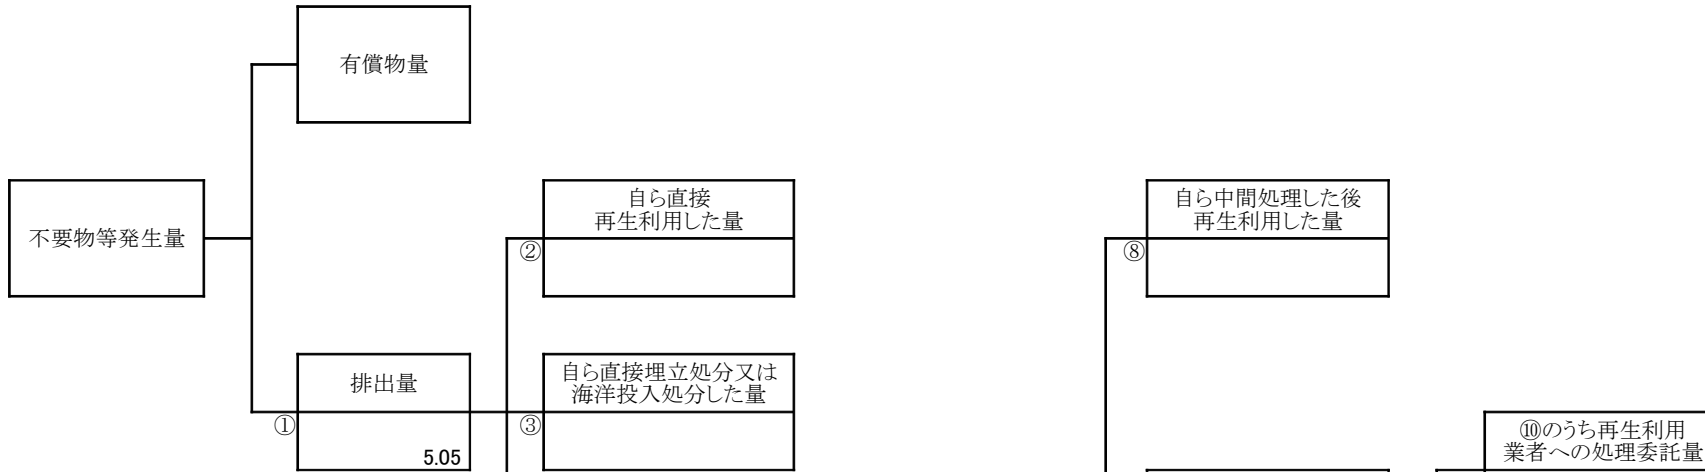 有償物量
不要物等発生量
自ら直接
再生利用した量
②
自ら中間処理した後
再生利用した量
⑧
排出量
①
5.05
自ら直接埋立処分又は
海洋投入処分した量
③
⑩のうち再生利用
業者への処理委託量